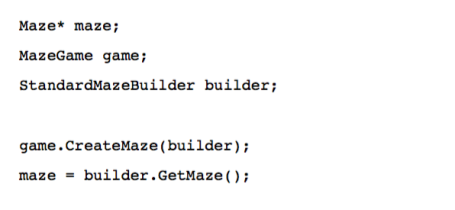 Maze* maze;
MazeGame game;
StandardMazeBuilder builder;
game.CreateMaze(builder);
maze = builder.GetMaze();